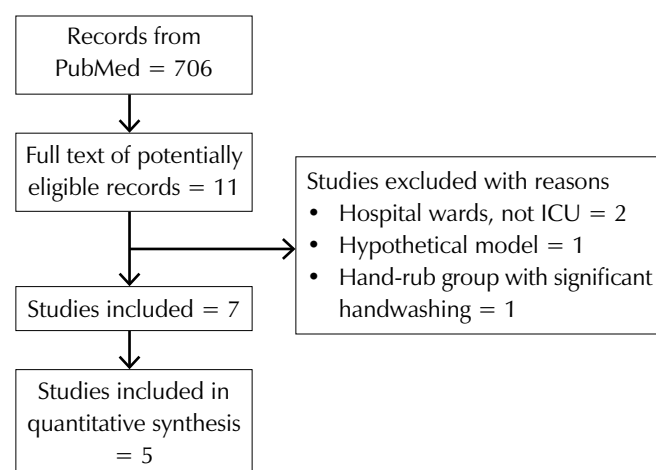 Records from
PubMed = 706
Full text of potentially
eligible records = 11
Studies excluded with reasons
• Hospital wards, not ICU = 2
• Hypothetical model = 1
• Hand-rub group with significant
handwashing = 1
Studies included = 7
Studies included in
quantitative synthesis
= 5